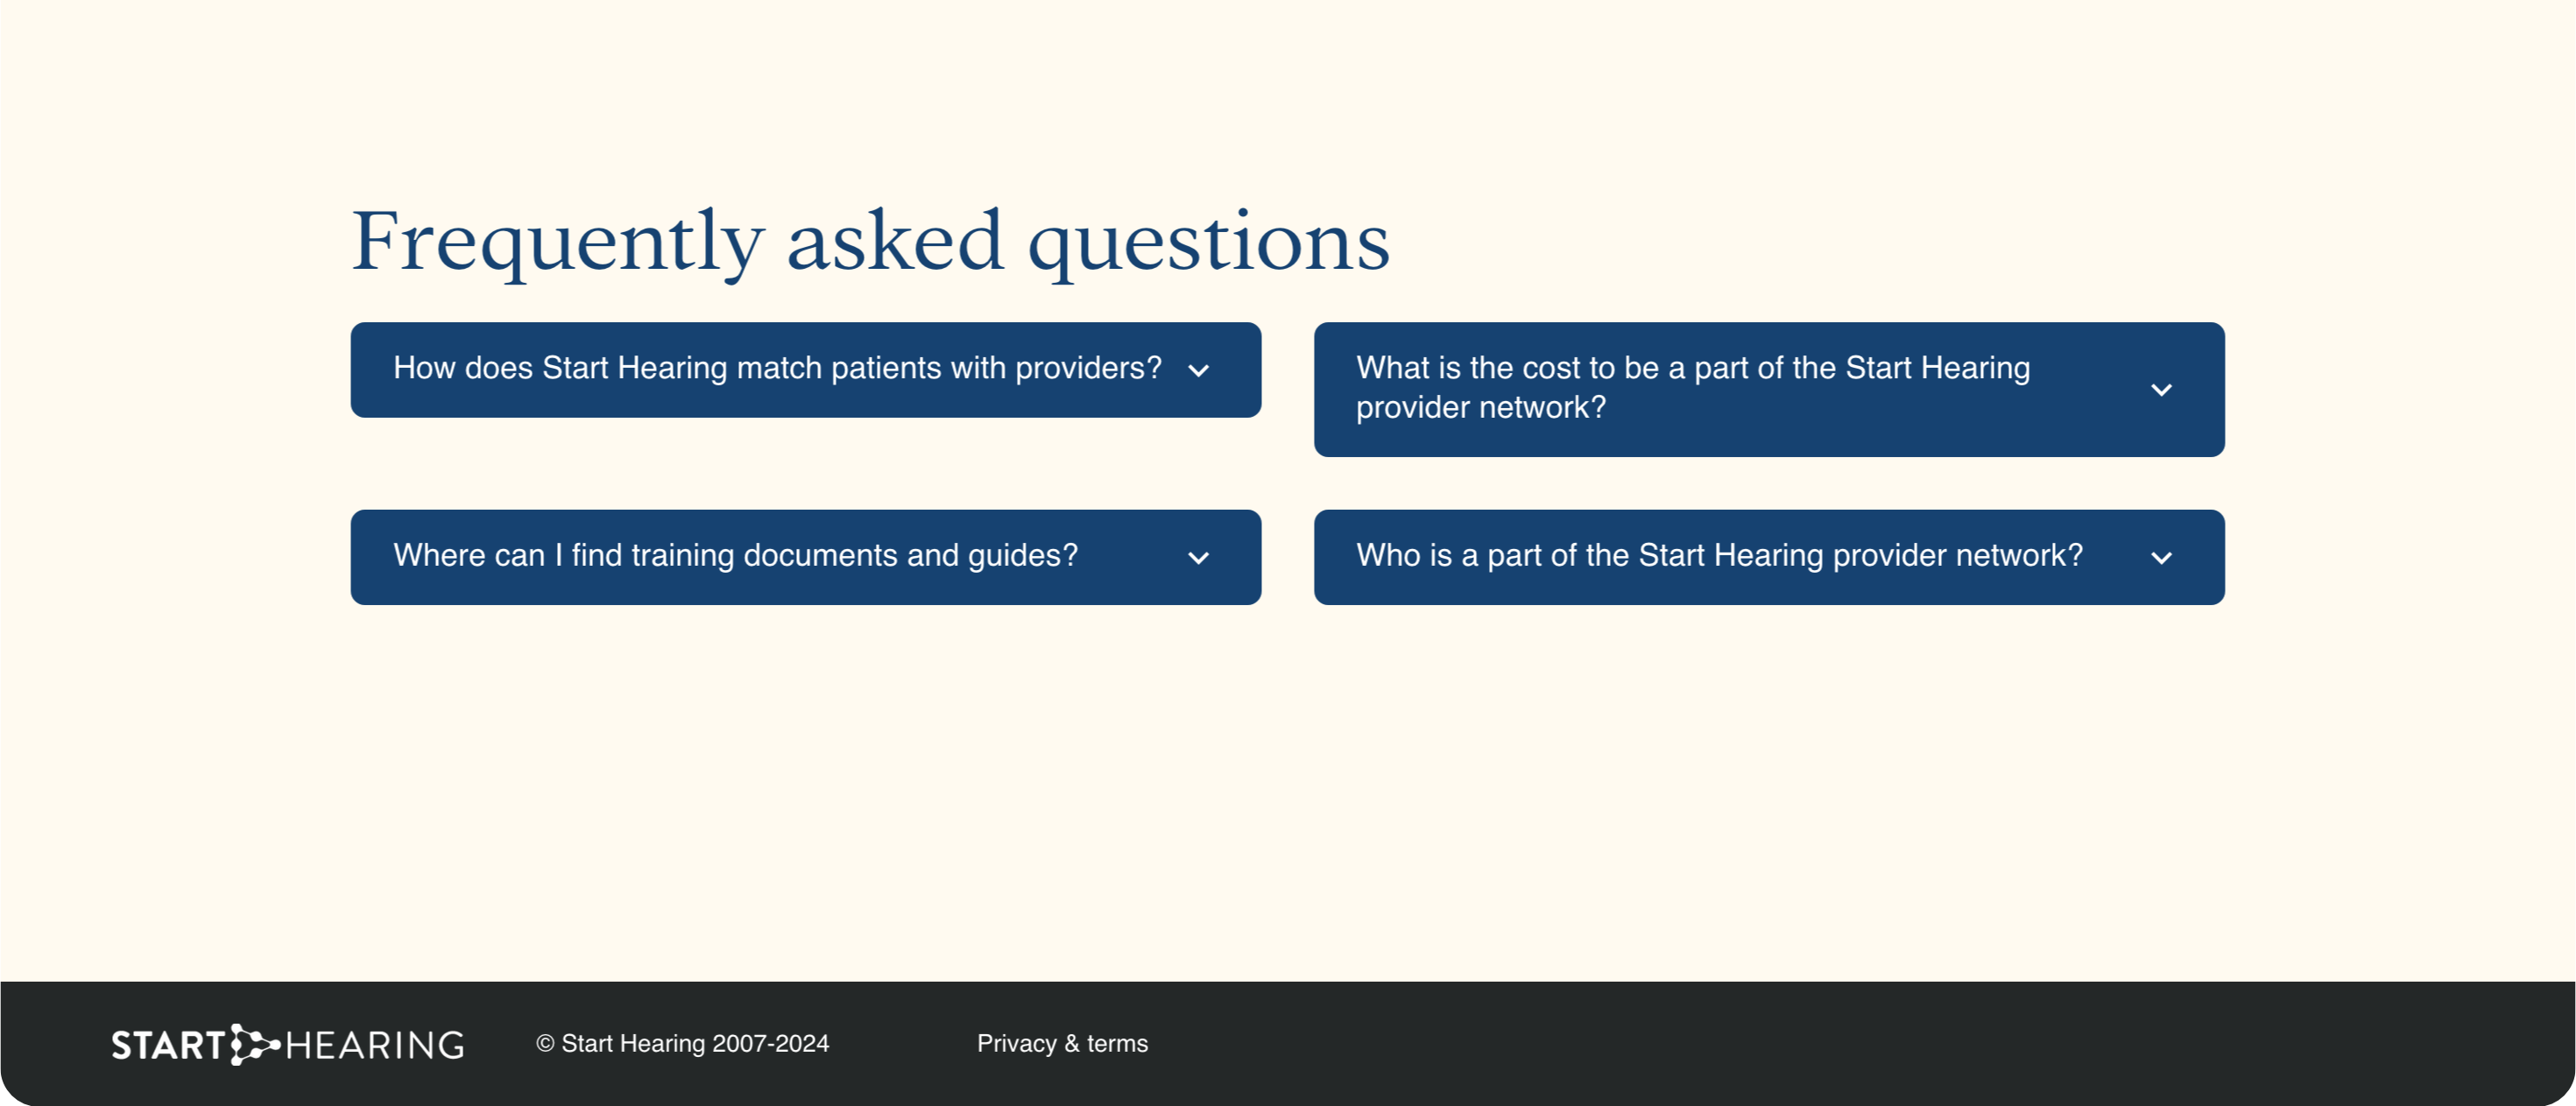 Frequently asked questions
How does Start Hearing match patients with providers?
What is the cost to be a part of the Start Hearing
provider network?
Where can I find training documents and guides?
Who is a part of the Start Hearing provider network?
START HEARING
© Start Hearing 2007-2024
Privacy & terms